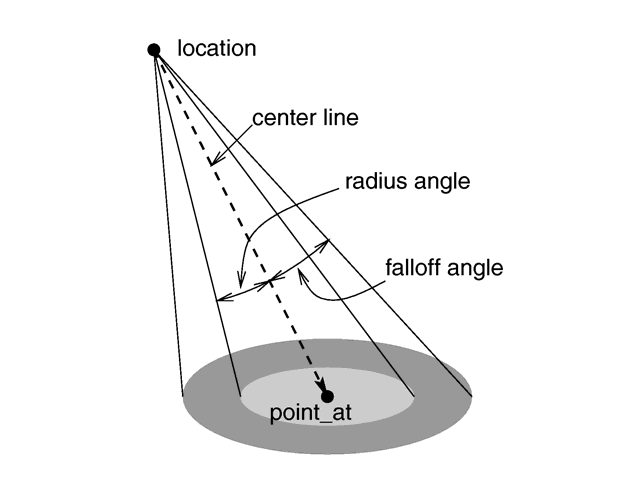 location
center line
radius angle
falloff angle
point_at